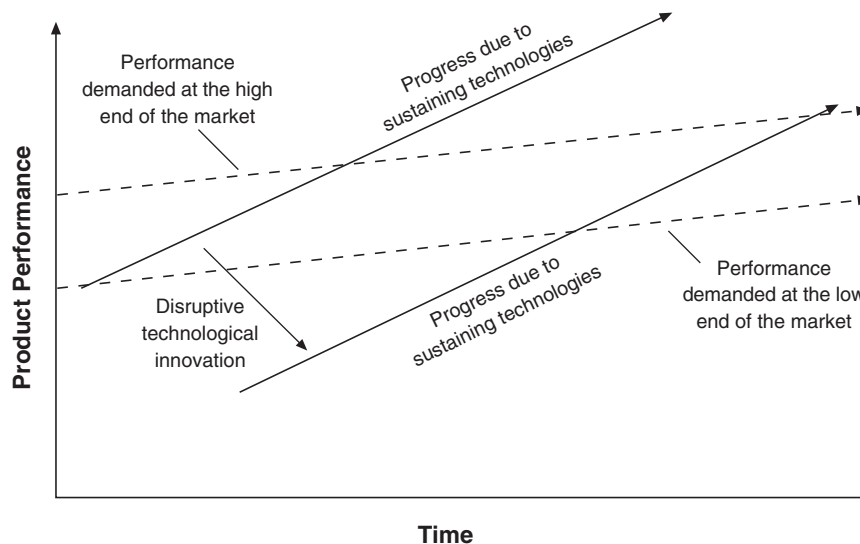 Performance
demanded at the high
end of the market
Progress due to
sustaining technologies
Disruptive
technological
innovation
Progress due to
sustaining technologies
Performance
demanded at the low
end of the market
Product Performance
Time